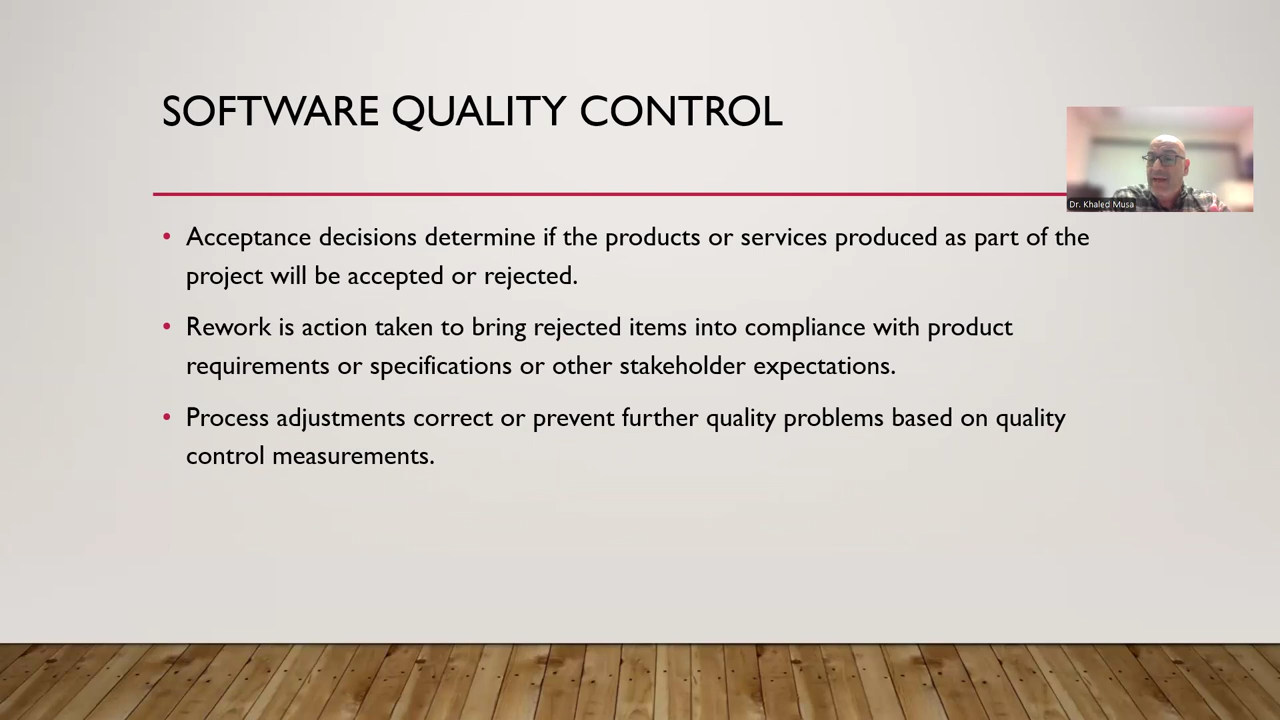 SOFTWARE QUALITY CONTROL
Dr. Khaled Musa
• Acceptance decisions determine if the products or services produced as part of the
project will be accepted or rejected.
• Rework is action taken to bring rejected items into compliance with product
requirements or specifications or other stakeholder expectations.
• Process adjustments correct or prevent further quality problems based on quality
control measurements.